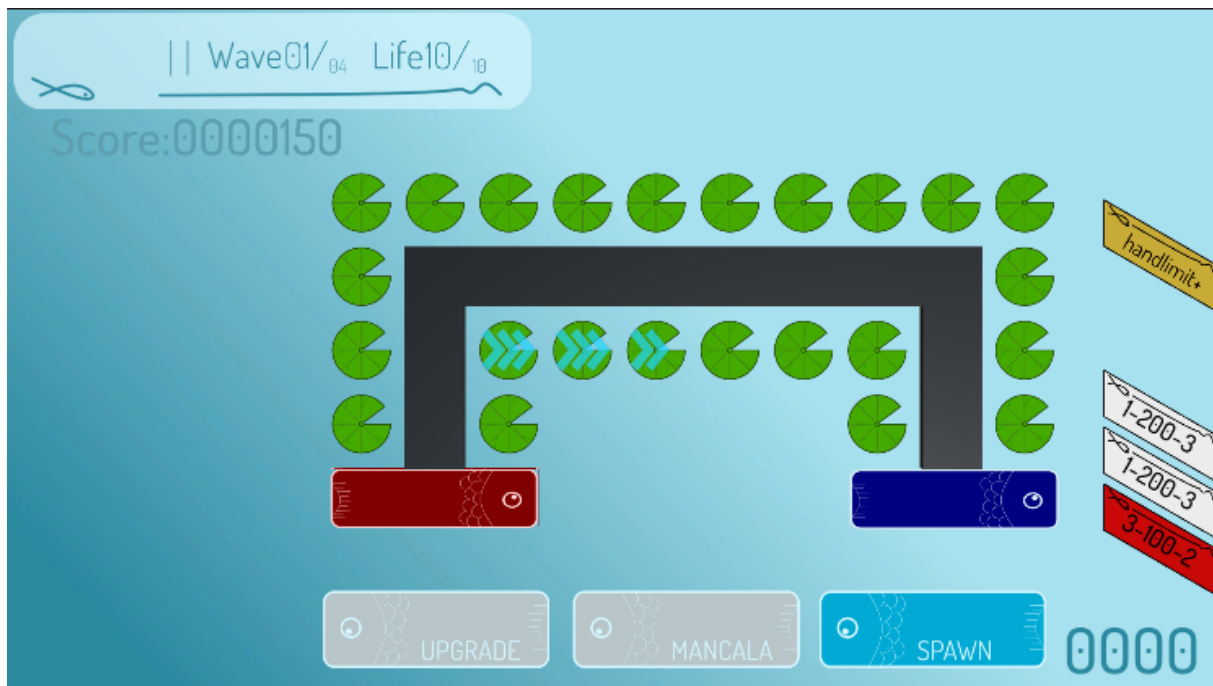 || Wave01/04 Life10/10
Score:0000150
handlimit+
1-200-3
1-200-3
3-100-2
UPGRADE
MANCALA
SPAWN
0000